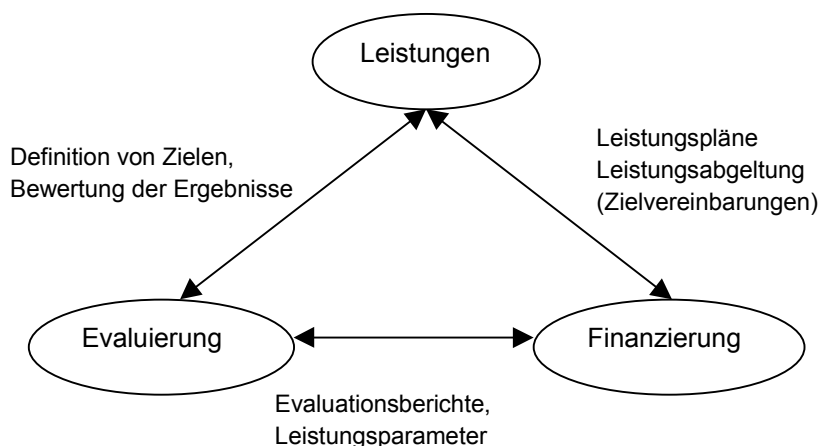 Leistungen
Definition von Zielen,
Bewertung der Ergebnisse
Leistungspläne
Leistungsabgeltung
(Zielvereinbarungen)
Evaluierung
Finanzierung
Evaluationsberichte,
Leistungsparameter